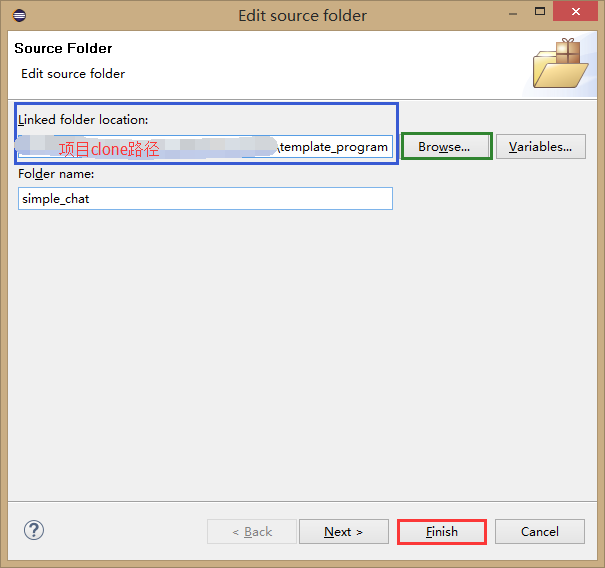 Edit source folder
Source Folder
Edit source folder
Linked folder location:
项目clone路径 \template_program
Browse...
Variables...
Folder name:
simple_chat
?
< Back
Next >
Finish
Cancel